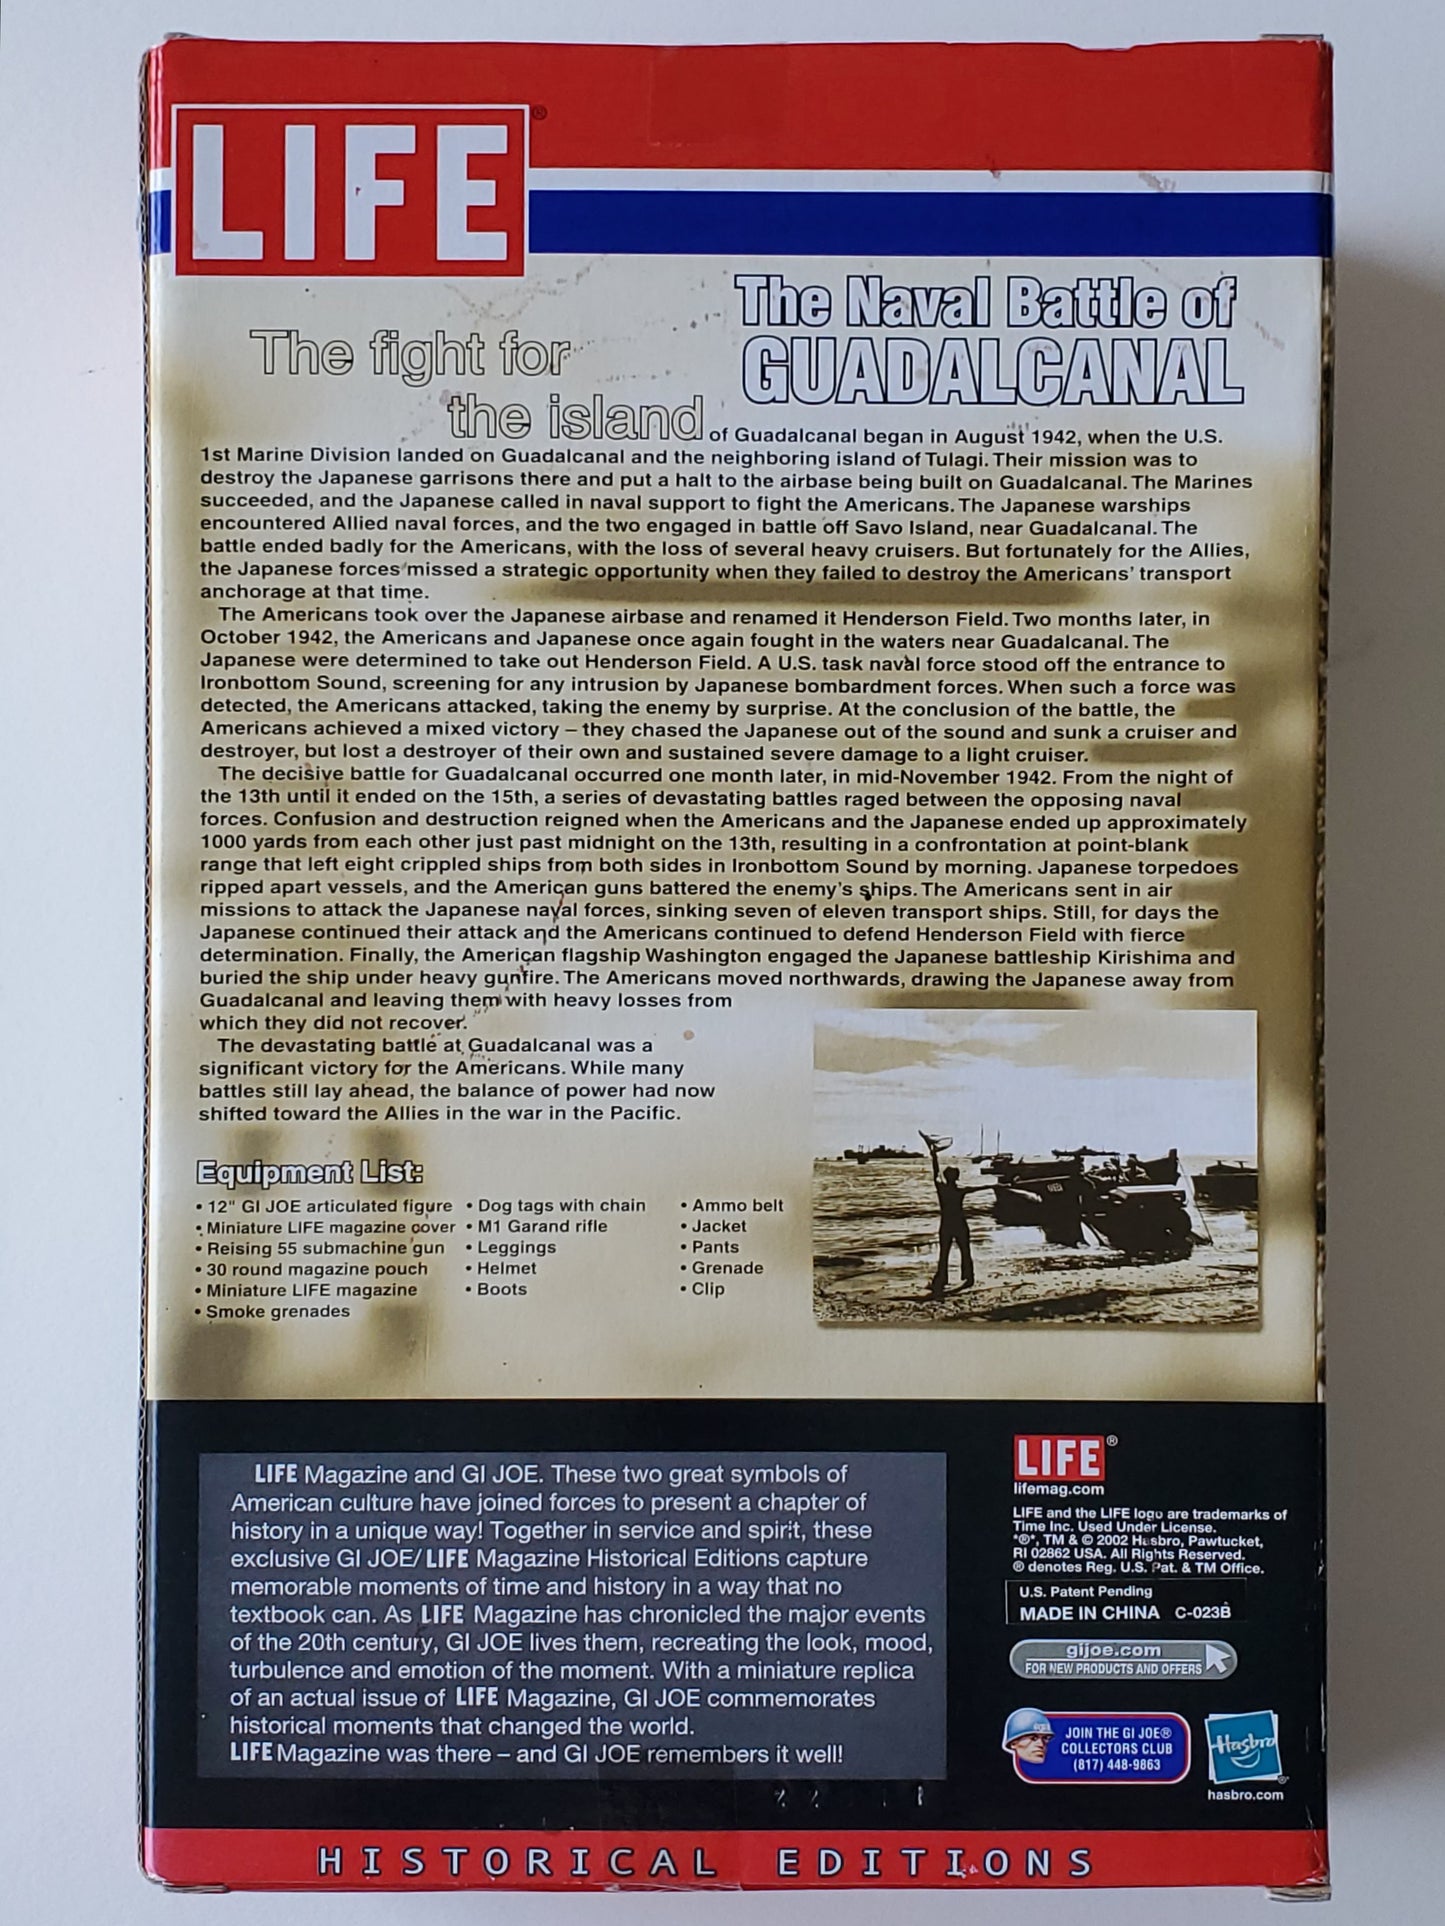 LIFE®
The Naval Battle of
GUADALCANAL
The fight for
the island of Guadalcanal began in August 1942, when the U.S.
1st Marine Division landed on Guadalcanal and the neighboring island of Tulagi. Their mission was to
destroy the Japanese garrisons there and put a halt to the airbase being built on Guadalcanal. The Marines
succeeded, and the Japanese called in naval support to fight the Americans. The Japanese warships
encountered Allied naval forces, and the two engaged in battle off Savo Island, near Guadalcanal. The
battle ended badly for the Americans, with the loss of several heavy cruisers. But fortunately for the Allies,
the Japanese forces missed a strategic opportunity when they failed to destroy the Americans' transport
anchorage at that time.
The Americans took over the Japanese airbase and renamed it Henderson Field. Two months later, in
October 1942, the Americans and Japanese once again fought in the waters near Guadalcanal. The
Japanese were determined to take out Henderson Field. A U.S. task naval force stood off the entrance to
Ironbottom Sound, screening for any intrusion by Japanese bombardment forces. When such a force was
detected, the Americans attacked, taking the enemy by surprise. At the conclusion of the battle, the
Americans achieved a mixed victory – they chased the Japanese out of the sound and sunk a cruiser and
destroyer, but lost a destroyer of their own and sustained severe damage to a light cruiser.
The decisive battle for Guadalcanal occurred one month later, in mid-November 1942. From the night of
the 13th until it ended on the 15th, a series of devastating battles raged between the opposing naval
forces. Confusion and destruction reigned when the Americans and the Japanese ended up approximately
1000 yards from each other just past midnight on the 13th, resulting in a confrontation at point-blank
range that left eight crippled ships from both sides in Ironbottom Sound by morning. Japanese torpedoes
ripped apart vessels, and the American guns battered the enemy's ships. The Americans sent in air
missions to attack the Japanese naval forces, sinking seven of eleven transport ships. Still, for days the
Japanese continued their attack and the Americans continued to defend Henderson Field with fierce
determination. Finally, the American flagship Washington engaged the Japanese battleship Kirishima and
buried the ship under heavy gunfire. The Americans moved northwards, drawing the Japanese away from
Guadalcanal and leaving them with heavy losses from
which they did not recover.
The devastating battle at Guadalcanal was a
significant victory for the Americans. While many
battles still lay ahead, the balance of power had now
shifted toward the Allies in the war in the Pacific.
Equipment List:
• 12" GI JOE articulated figure
• Miniature LIFE magazine cover
• Reising 55 submachine gun
• 30 round magazine pouch
• Miniature LIFE magazine
• Smoke grenades
• Dog tags with chain
• M1 Garand rifle
• Leggings
• Helmet
• Boots
• Ammo belt
• Jacket
• Pants
• Grenade
• Clip
LIFE Magazine and GI JOE. These two great symbols of
American culture have joined forces to present a chapter of
history in a unique way! Together in service and spirit, these
exclusive GI JOE/LIFE Magazine Historical Editions capture
memorable moments of time and history in a way that no
textbook can. As LIFE Magazine has chronicled the major events
of the 20th century, GI JOE lives them, recreating the look, mood,
turbulence and emotion of the moment. With a miniature replica
of an actual issue of LIFE Magazine, GI JOE commemorates
historical moments that changed the world.
LIFE Magazine was there – and GI JOE remembers it well!
LIFE®
lifemag.com
LIFE and the LIFE logo are trademarks of
Time Inc. Used Under License.
*®*, TM & © 2002 Hasbro, Pawtucket,
RI 02862 USA. All Rights Reserved.
® denotes Reg. U.S. Pat. & TM Office.
U.S. Patent Pending
MADE IN CHINA C-023B
gijoe.com
FOR NEW PRODUCTS AND OFFERS
JOIN THE GI JOE®
COLLECTORS CLUB
(817) 448-9863
Hasbro®
hasbro.com
HISTORICAL EDITIONS